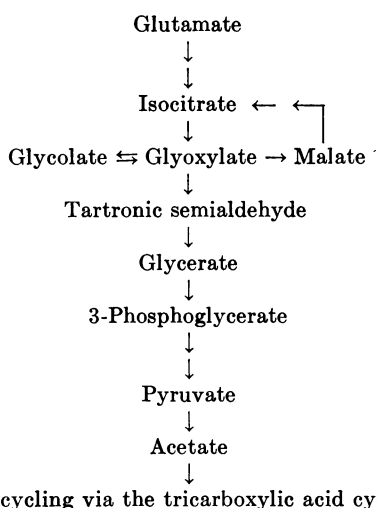 Glutamate
↓
↓
Isocitrate ← ←
↓
Glycolate ⇆ Glyoxylate → Malate
↓
Tartronic semialdehyde
↓
Glycerate
↓
3-Phosphoglycerate
↓
↓
Pyruvate
↓
Acetate
↓
cycling via the tricarboxylic acid cy